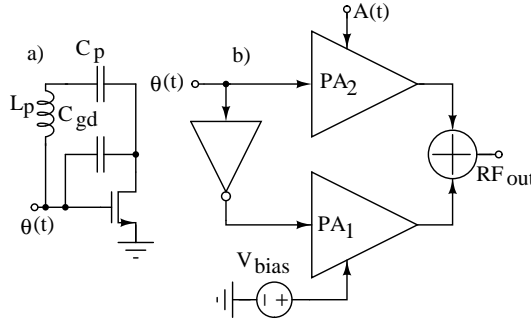 a)
C_p
L_p
C_gd
θ(t)
b)
A(t)
θ(t)
PA_2
PA_1
RF_out
V_bias